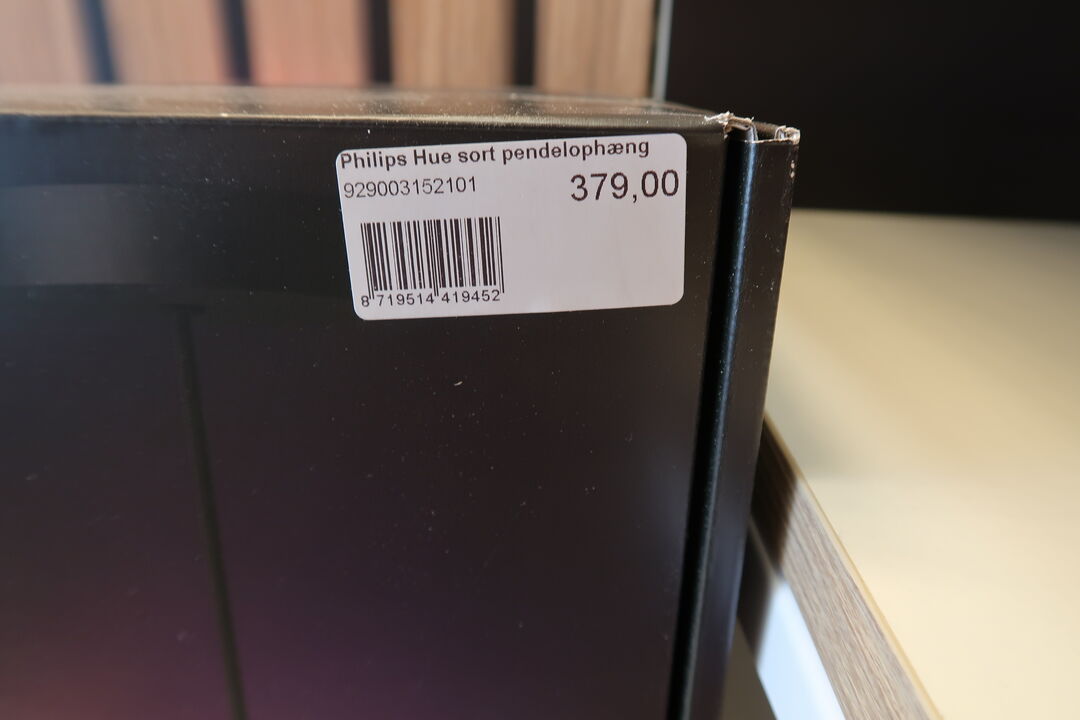 Philips Hue sort pendelophæng
929003152101
379,00
8 719514 419452